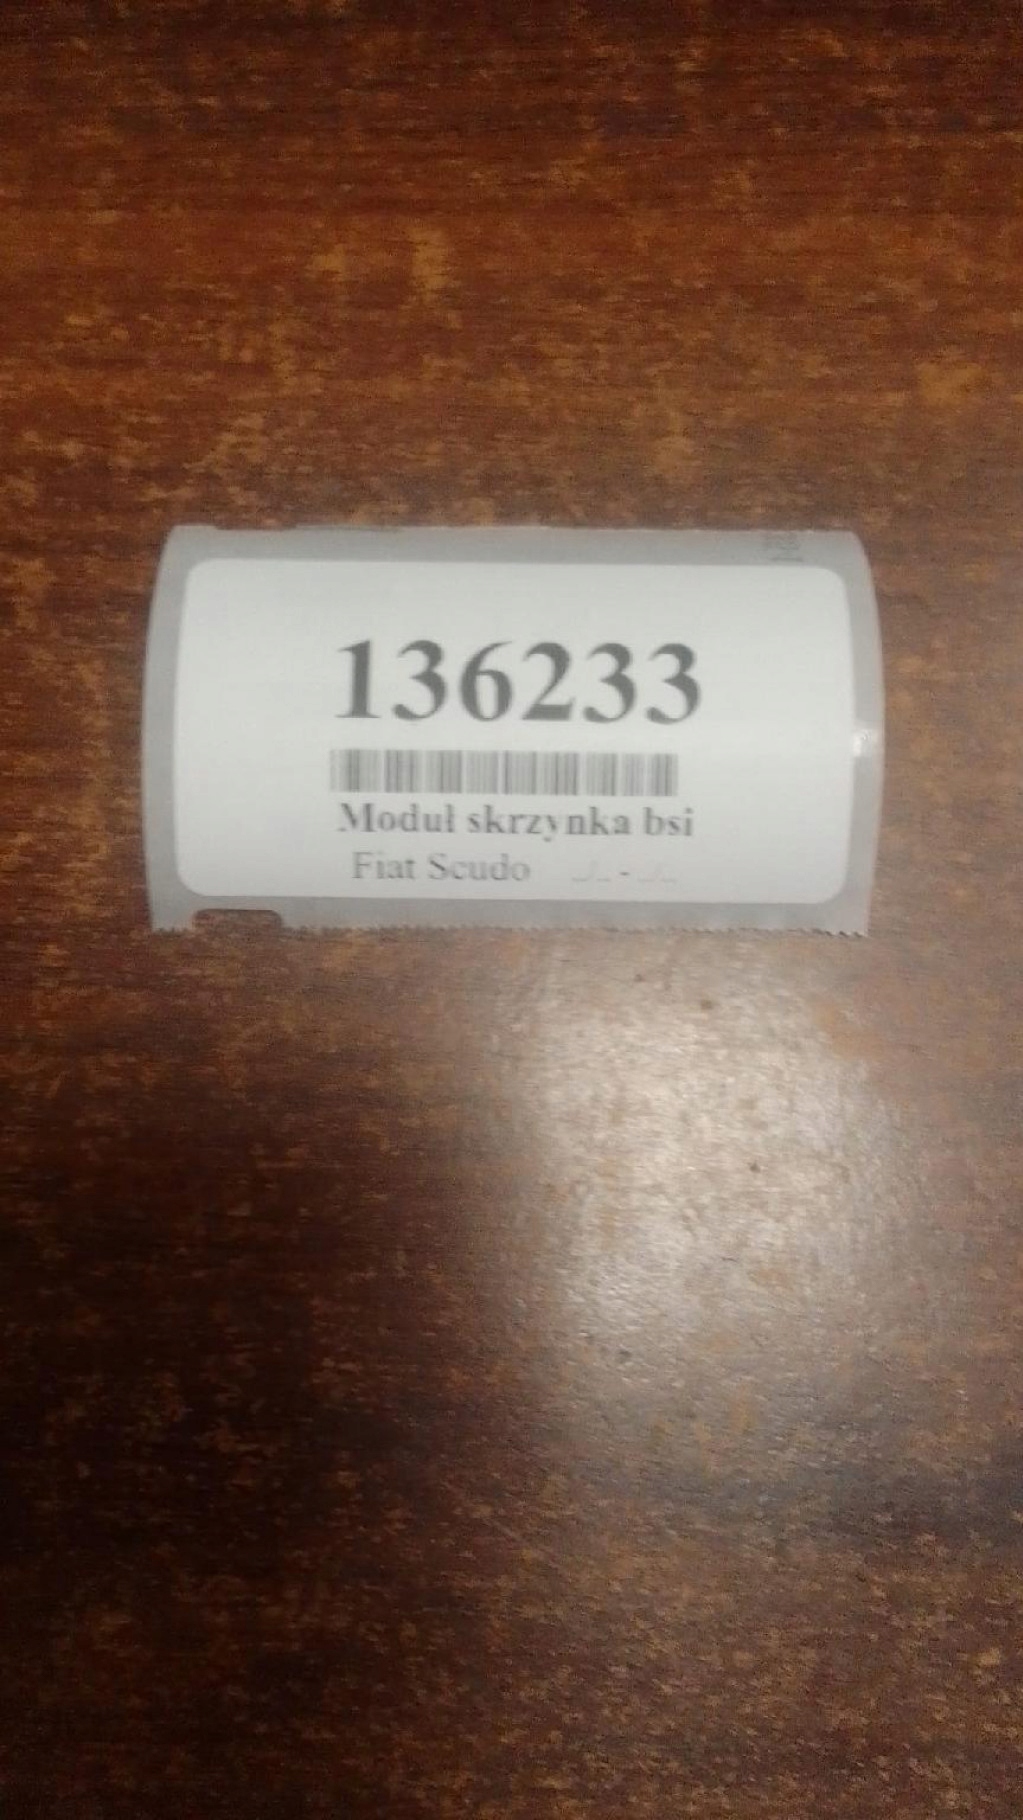 136233
Moduł skrzynka bsi
Fiat Scudo _._ - _._